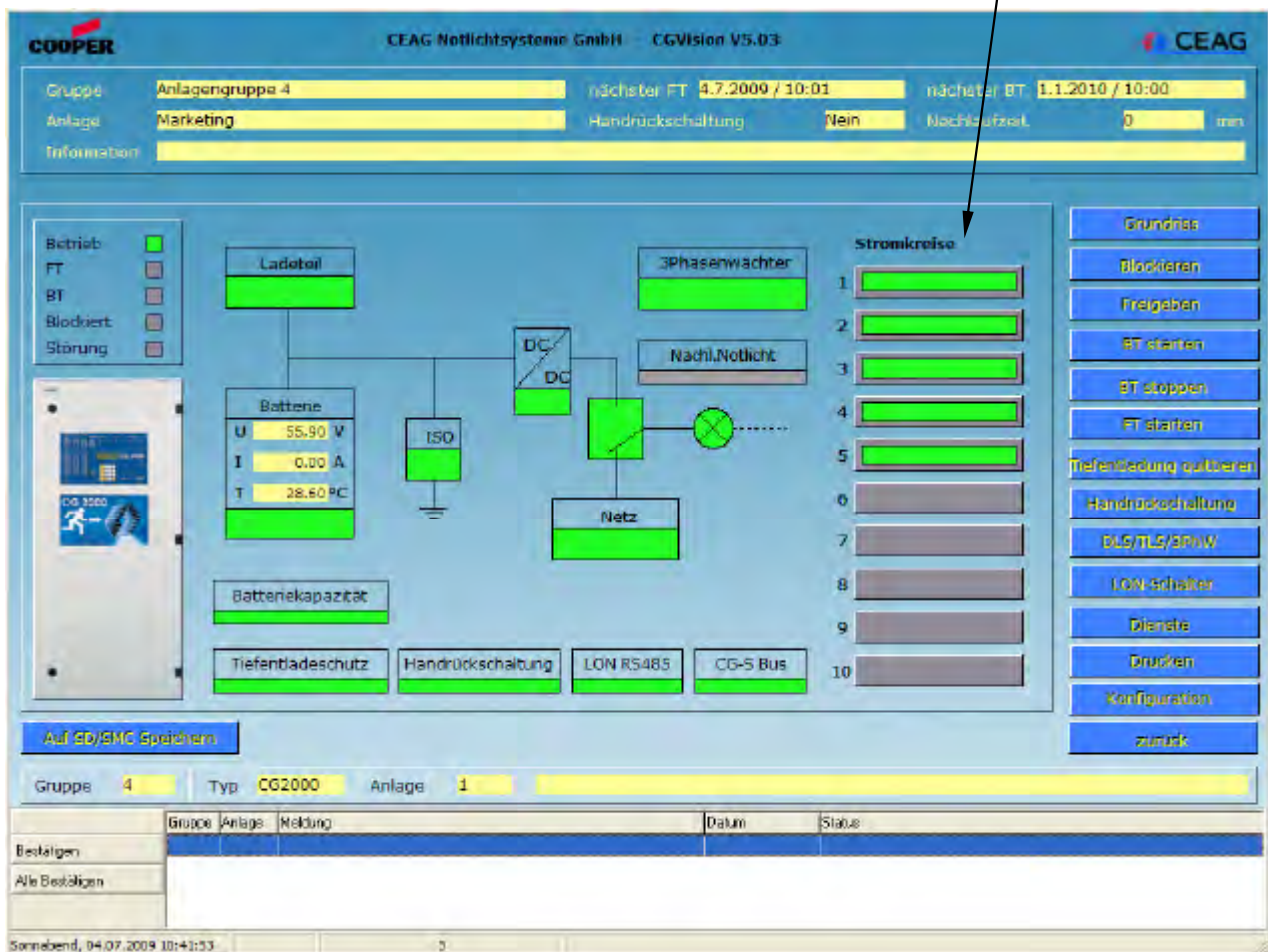 COOPER
CEAG Notlichtsysteme GmbH CGVision V5.03
CEAG
Gruppe Anlagengruppe 4 nächster FT 4.7.2009 / 10:01 nächster BT 1.1.2010 / 10:00
Anlage Marketing Handrückschaltung Nein Nachlaufzeit 0 min
Information
Betrieb
FT
BT
Blockiert
Störung
Ladeteil
3Phasenwächter
DC
DC
Nachl.Notlicht
Batterie
U 55.90 V
I 0.00 A
T 28.60 °C
ISO
Netz
CG 2000
Batteriekapazität
Tiefentladeschutz
Handrückschaltung
LON RS485
CG-S Bus
Stromkreise
1
2
3
4
5
6
7
8
9
10
Grundriss
Blockieren
Freigeben
BT starten
BT stoppen
FT starten
Tiefentladung quittieren
Handrückschaltung
DLS/TLS/3PhW
LON-Schalter
Dienste
Drucken
Konfiguration
zurück
Auf SD/SMC Speichern
Gruppe 4 Typ CG2000 Anlage 1
Gruppe Anlage Meldung Datum Status
Bestätigen
Alle Bestätigen
Sonnabend, 04.07.2009 10:41:53